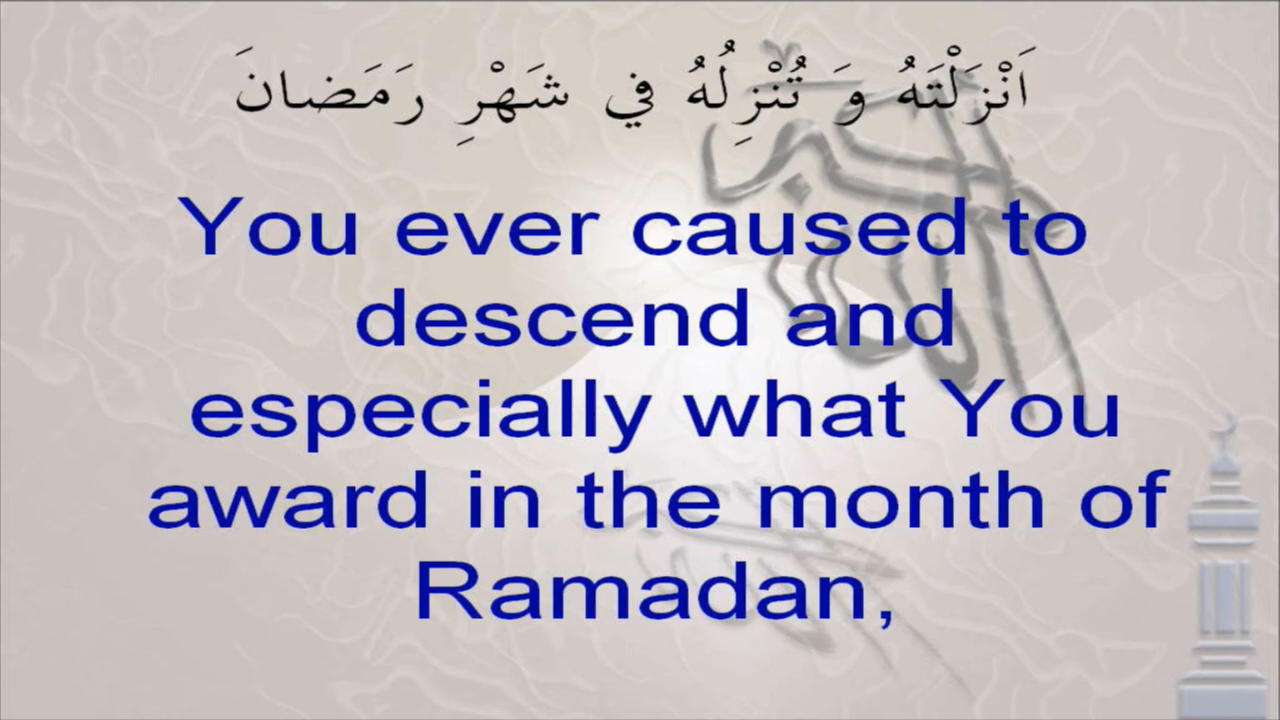 اَنْزَلْتَهُ وَ تُنْزِلُهُ في شَهْرِ رَمَضانَ
You ever caused to
descend and
especially what You
award in the month of
Ramadan,